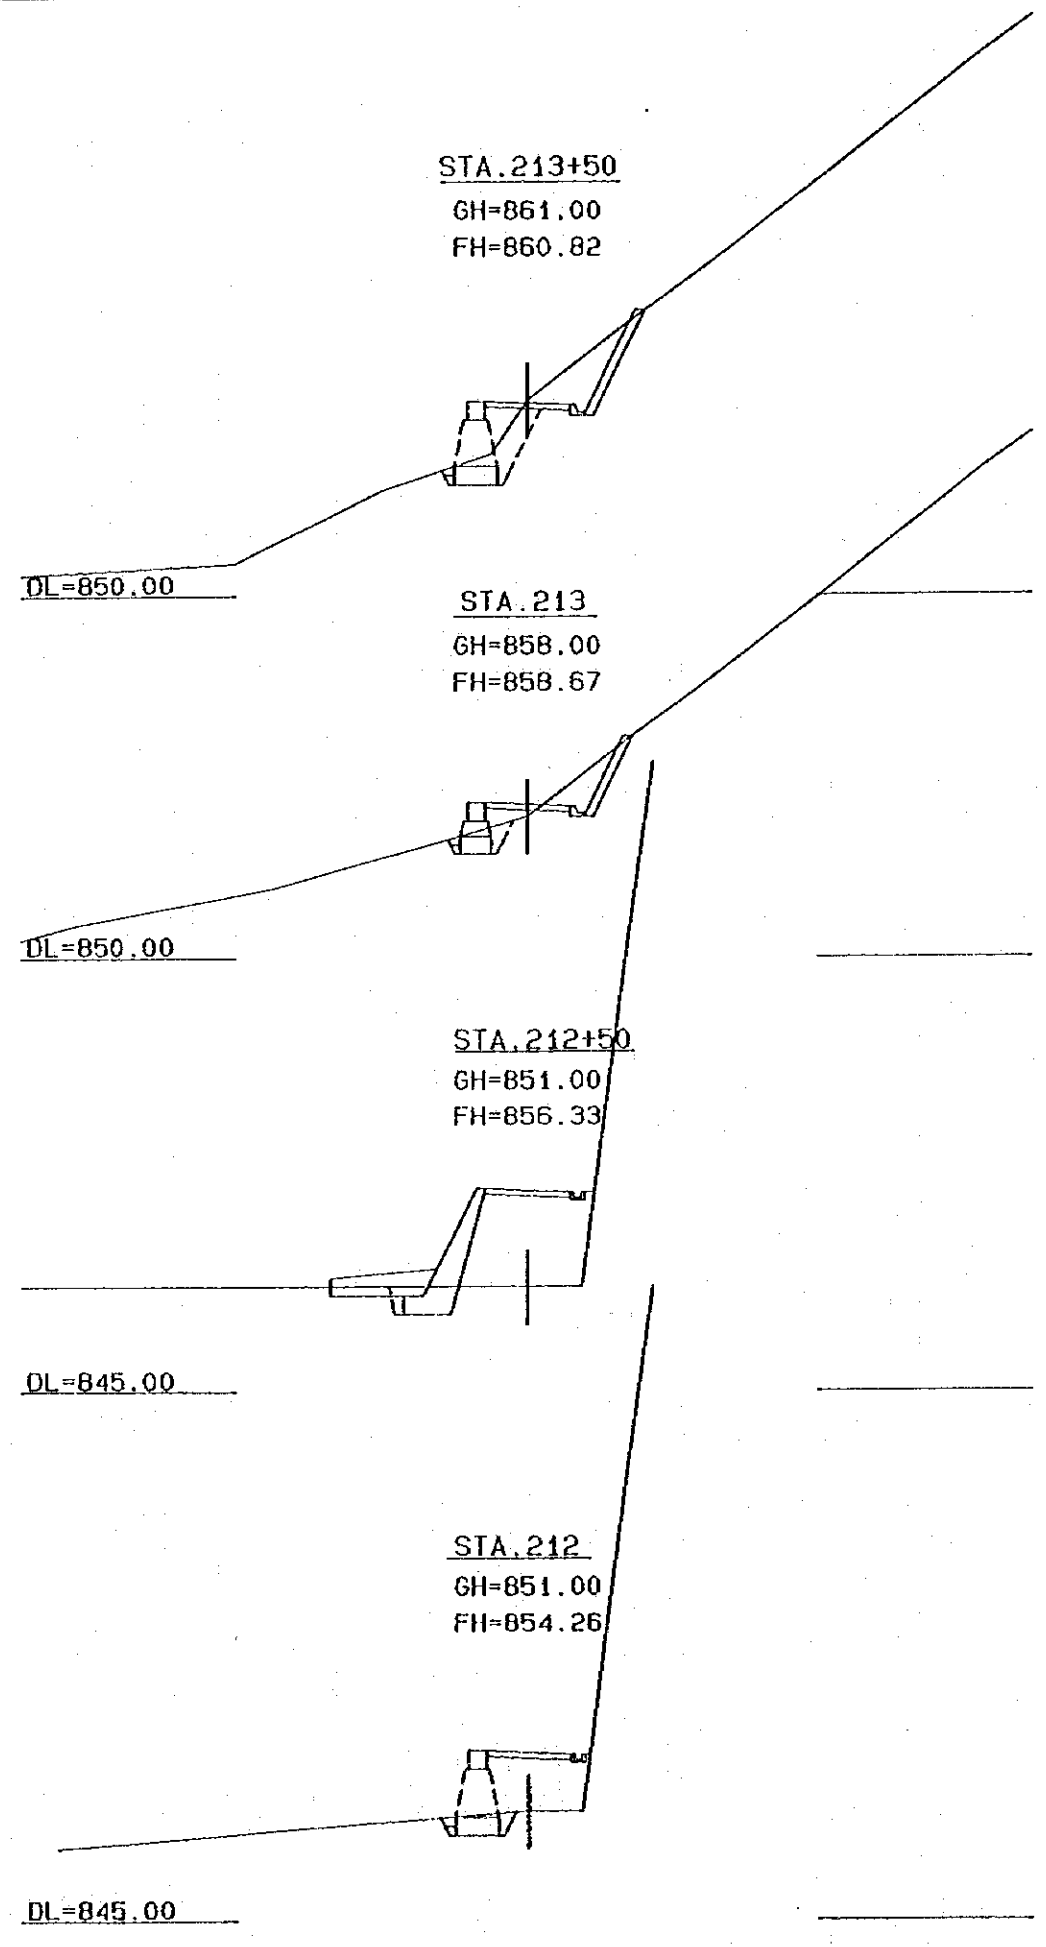 STA.213+50
GH=861.00
FH=860.82
DL=850.00
STA.213
GH=858.00
FH=858.67
DL=850.00
STA.212+50
GH=851.00
FH=856.33
DL=845.00
STA.212
GH=851.00
FH=854.26
DL=845.00